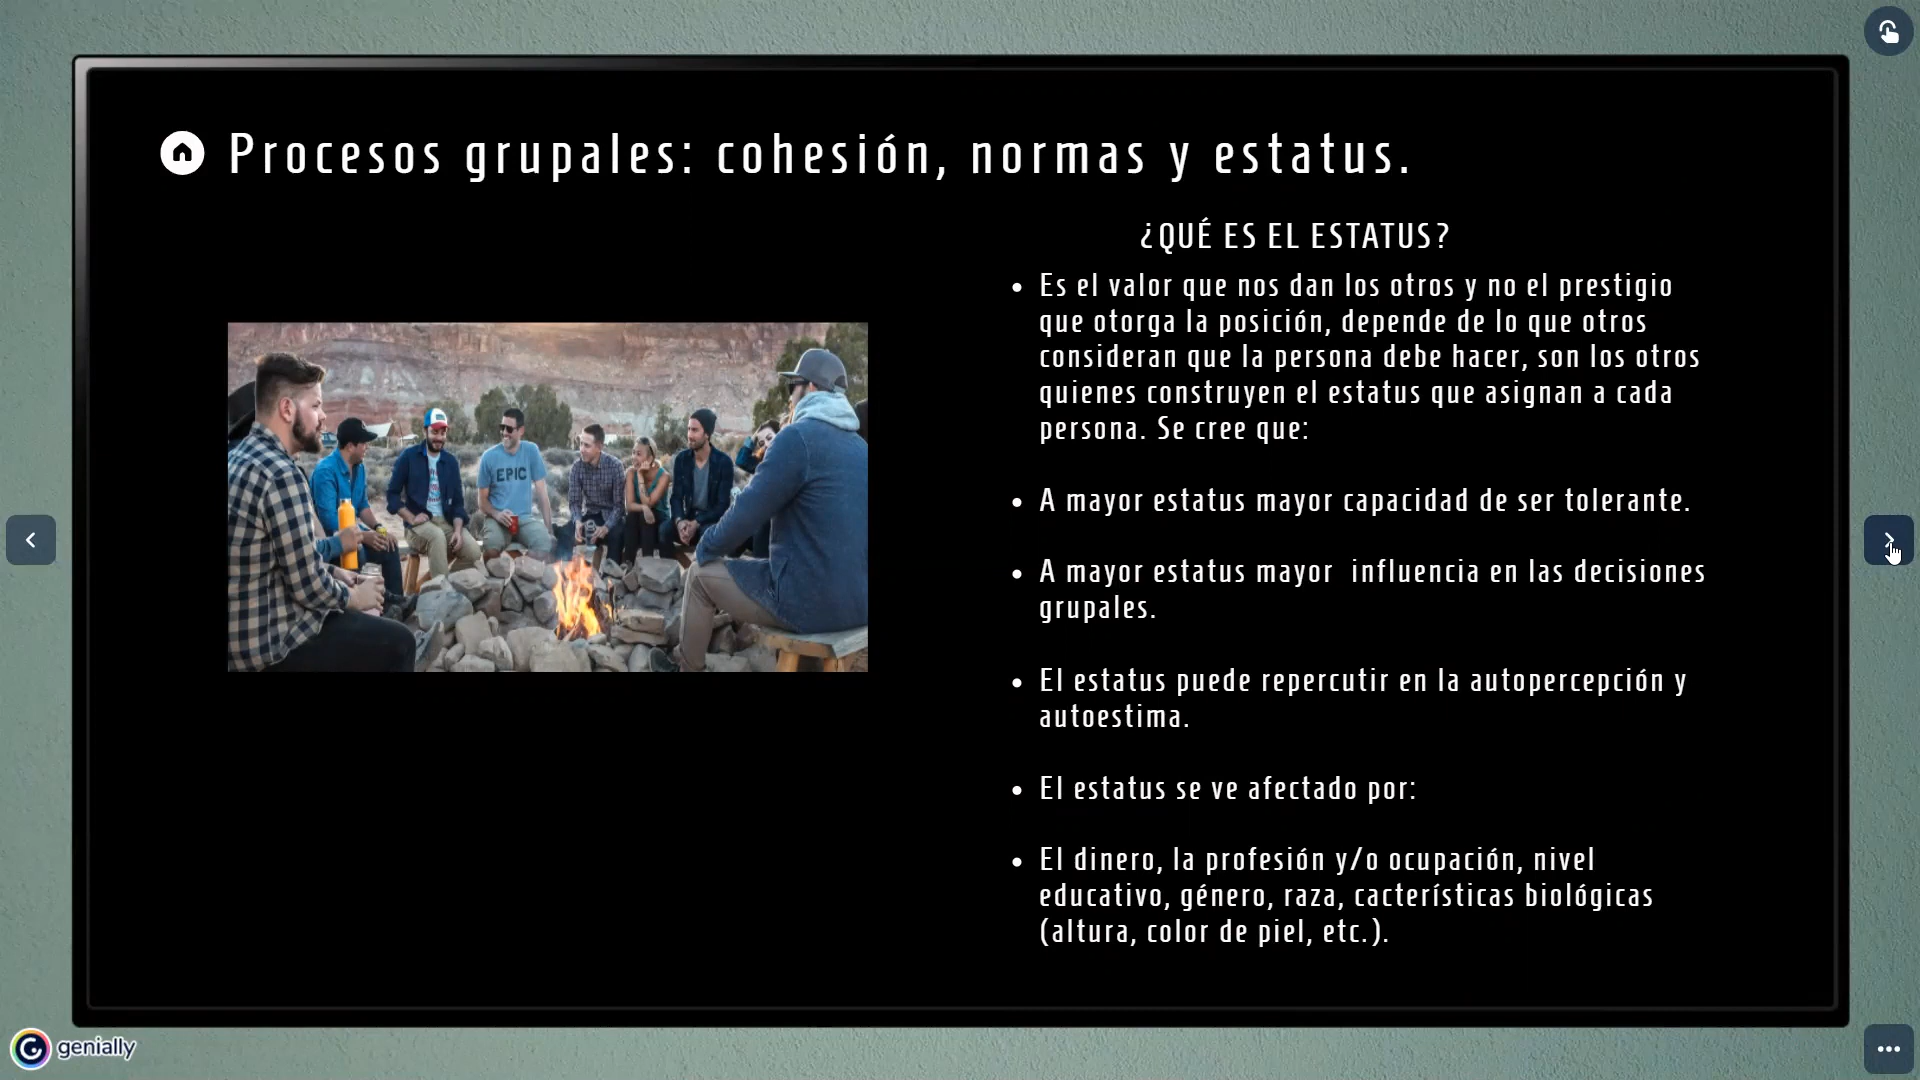 Procesos grupales: cohesión, normas y estatus.
¿QUÉ ES EL ESTATUS?
• Es el valor que nos dan los otros y no el prestigio
que otorga la posición, depende de lo que otros
consideran que la persona debe hacer, son los otros
quienes construyen el estatus que asignan a cada
persona. Se cree que:
• A mayor estatus mayor capacidad de ser tolerante.
• A mayor estatus mayor  influencia en las decisiones
grupales.
• El estatus puede repercutir en la autopercepción y
autoestima.
• El estatus se ve afectado por:
• El dinero, la profesión y/o ocupación, nivel
educativo, género, raza, cacterísticas biológicas
(altura, color de piel, etc.).
EPIC
genially